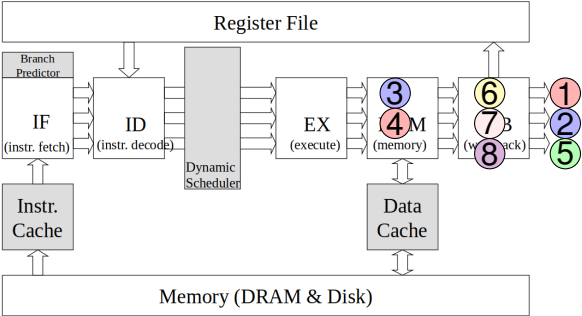 Register File
Branch
Predictor
IF
(instr. fetch)
ID
(instr. decode)
Dynamic
Scheduler
EX
(execute)
3
4
M
(memory)
6
7
8
B
(w ack)
1
2
5
Instr.
Cache
Data
Cache
Memory (DRAM & Disk)